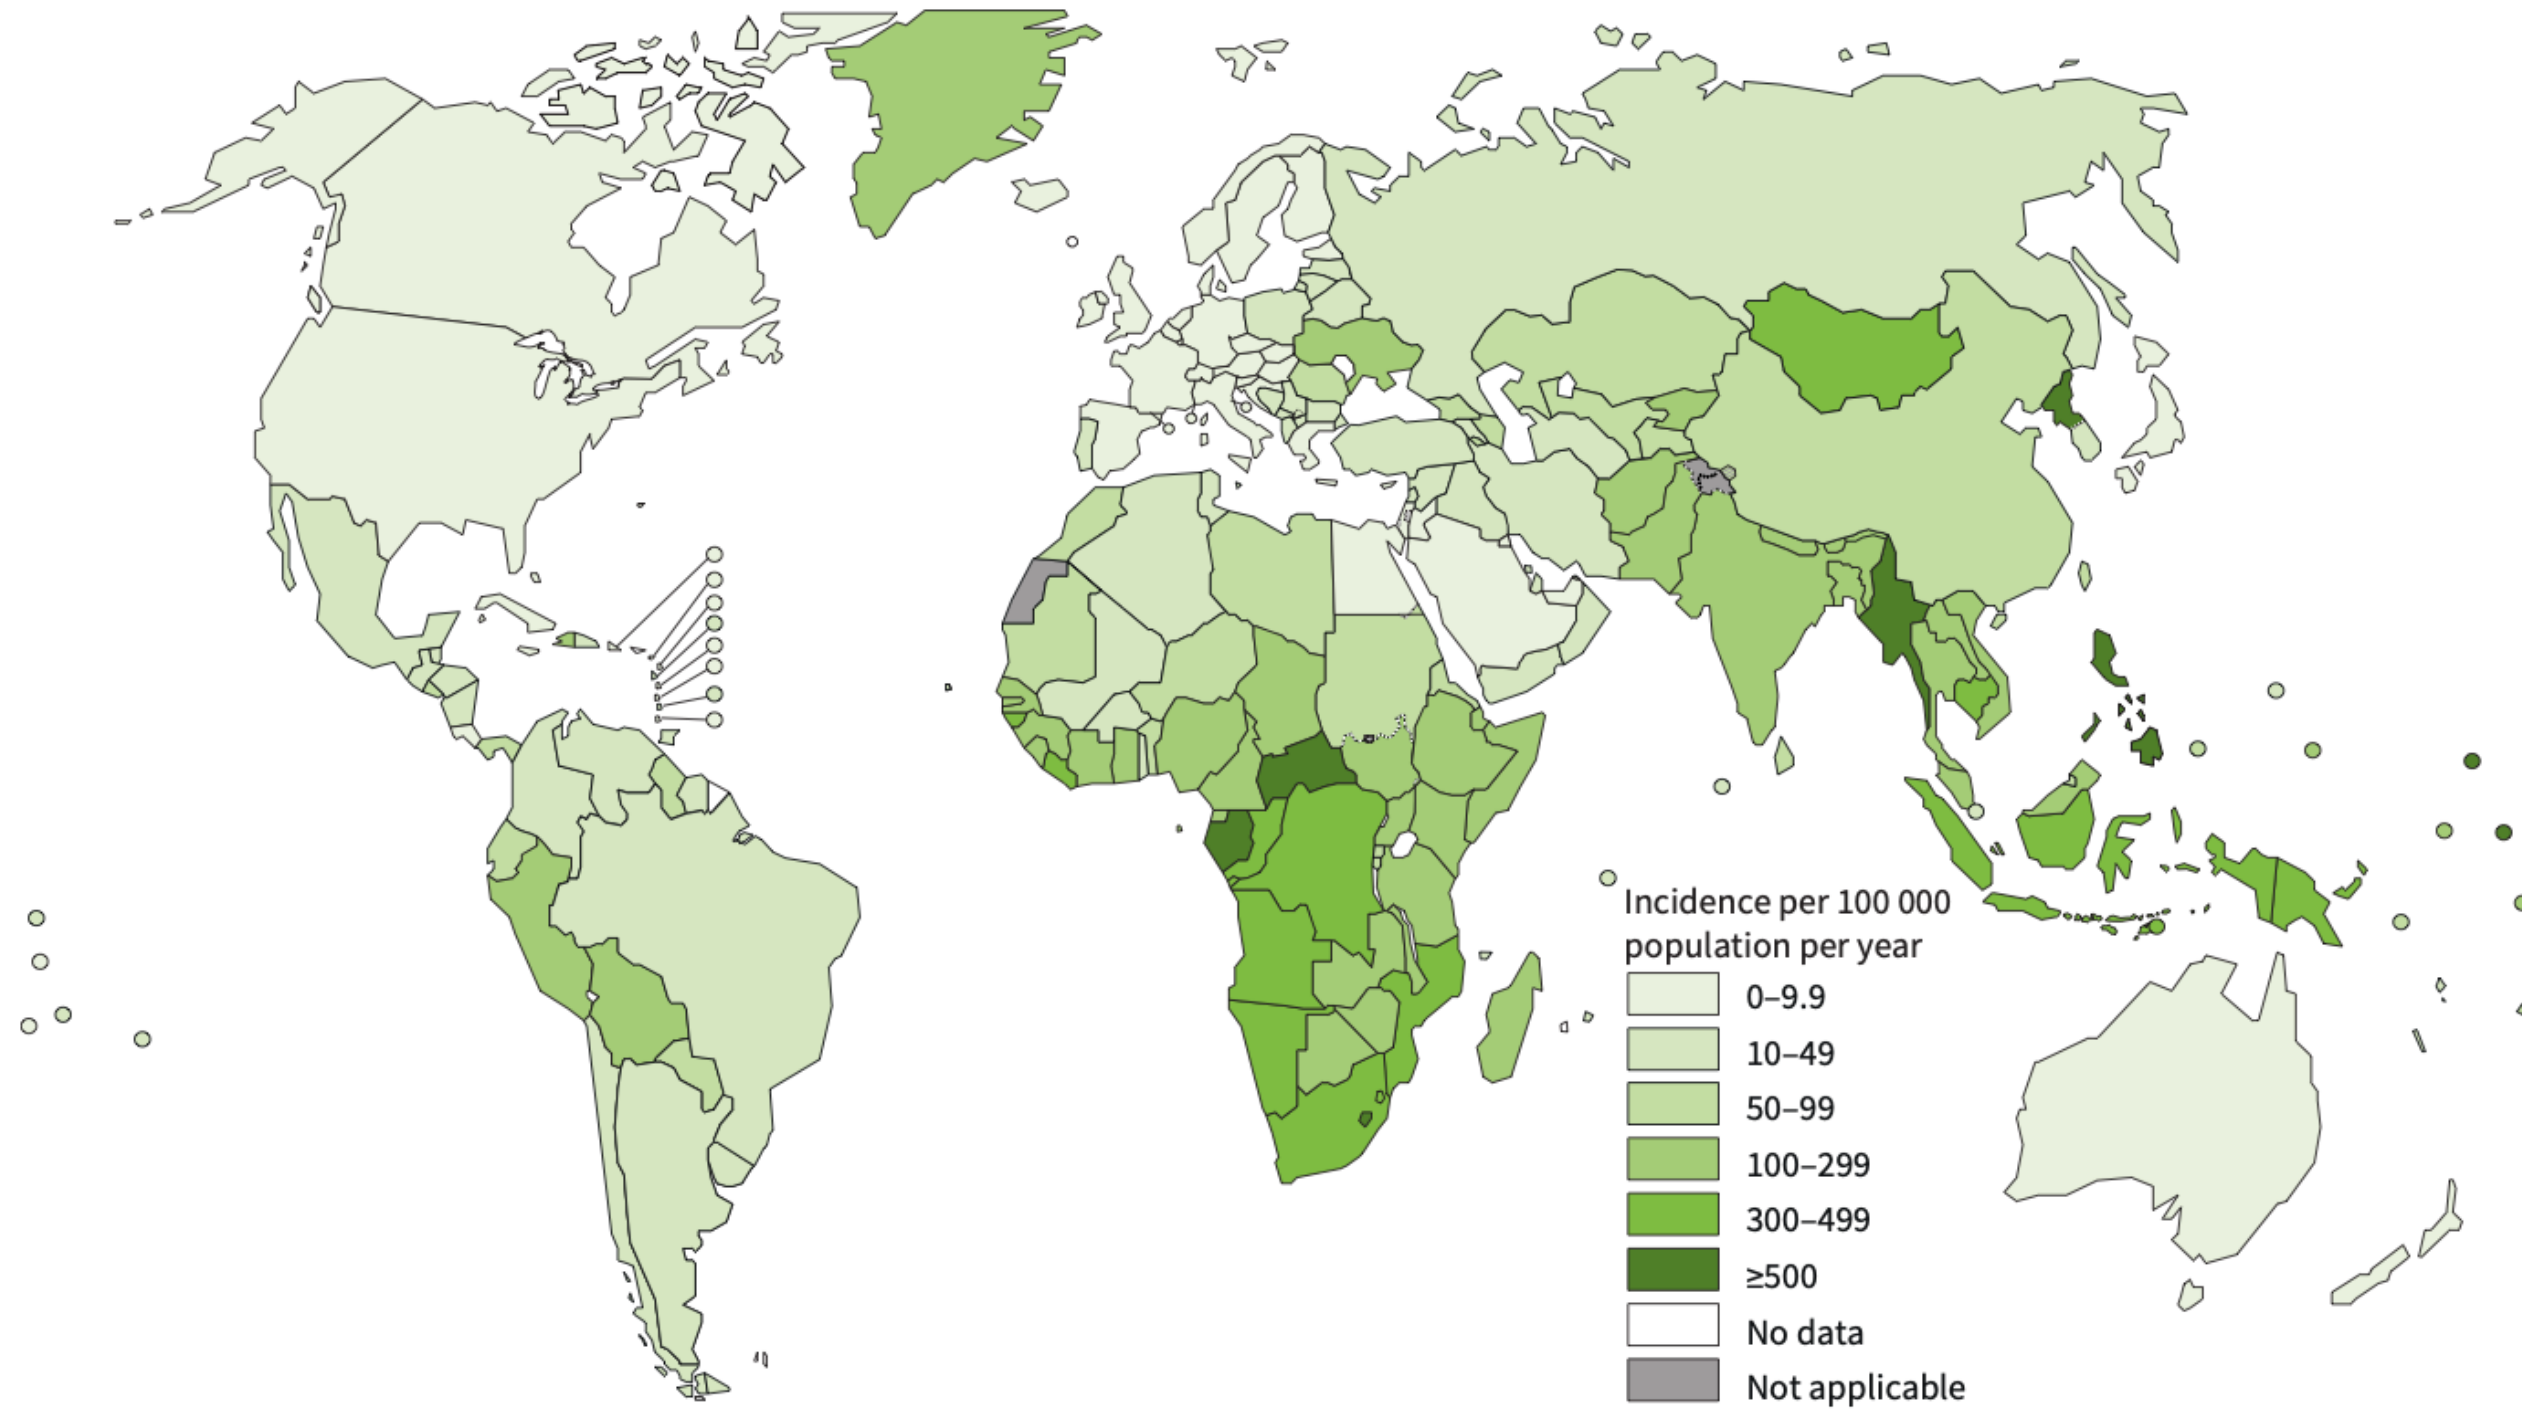 Incidence per 100 000
population per year
0–9.9
10–49
50–99
100–299
300–499
≥500
No data
Not applicable